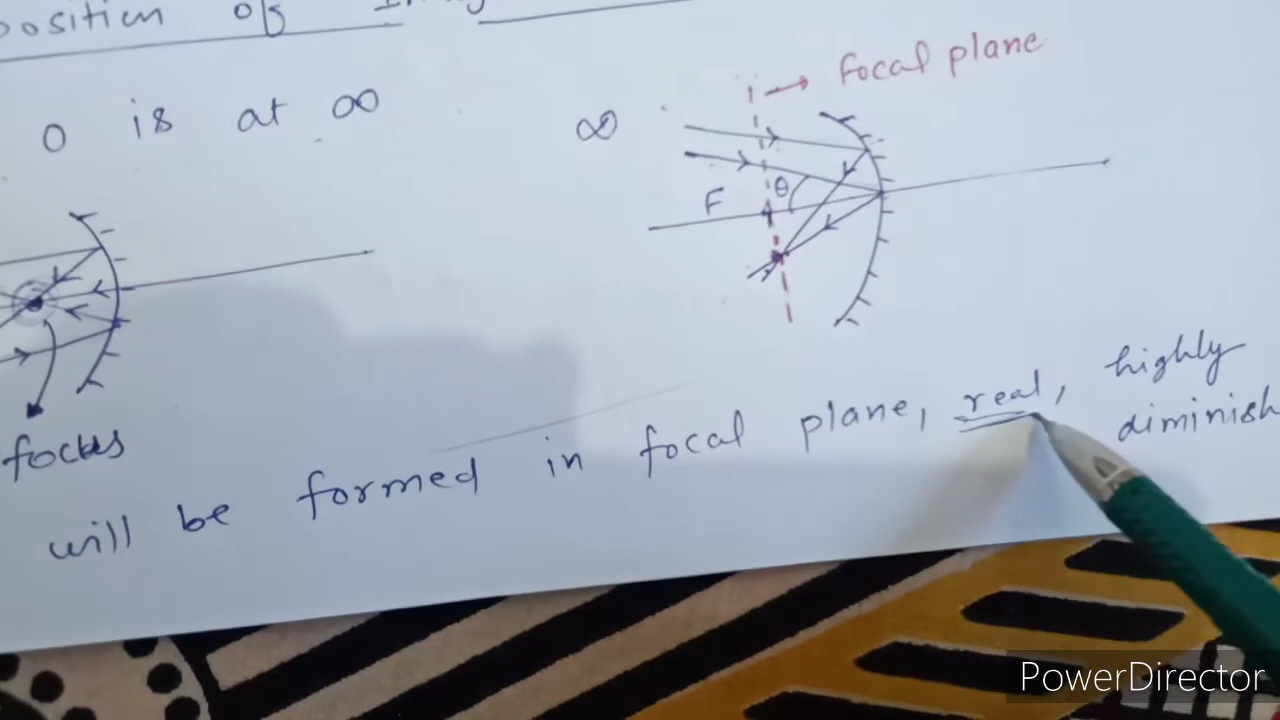 position of
O is at ∞
∞
→ focal plane
F
θ
focus
will be formed in focal plane, real, highly
diminish
PowerDirector